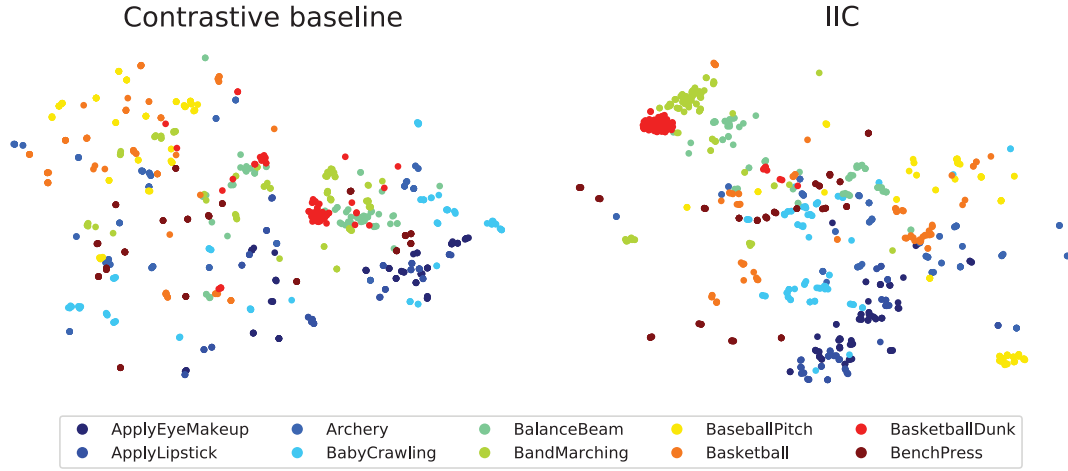 Contrastive baseline
IIC
ApplyEyeMakeup Archery BalanceBeam BaseballPitch BasketballDunk
ApplyLipstick BabyCrawling BandMarching Basketball BenchPress